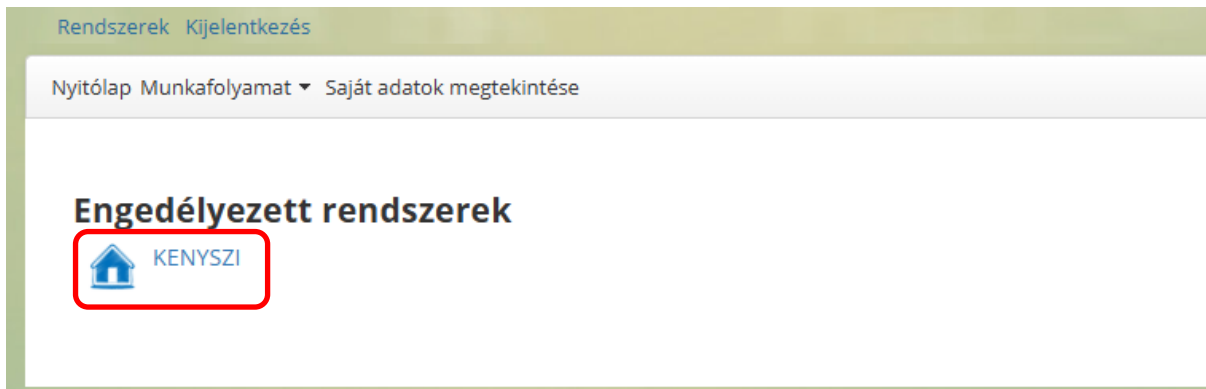 Rendszerek Kijelentkezés
Nyitólap Munkafolyamat Saját adatok megtekintése
Engedélyezett rendszerek
KENYSZI